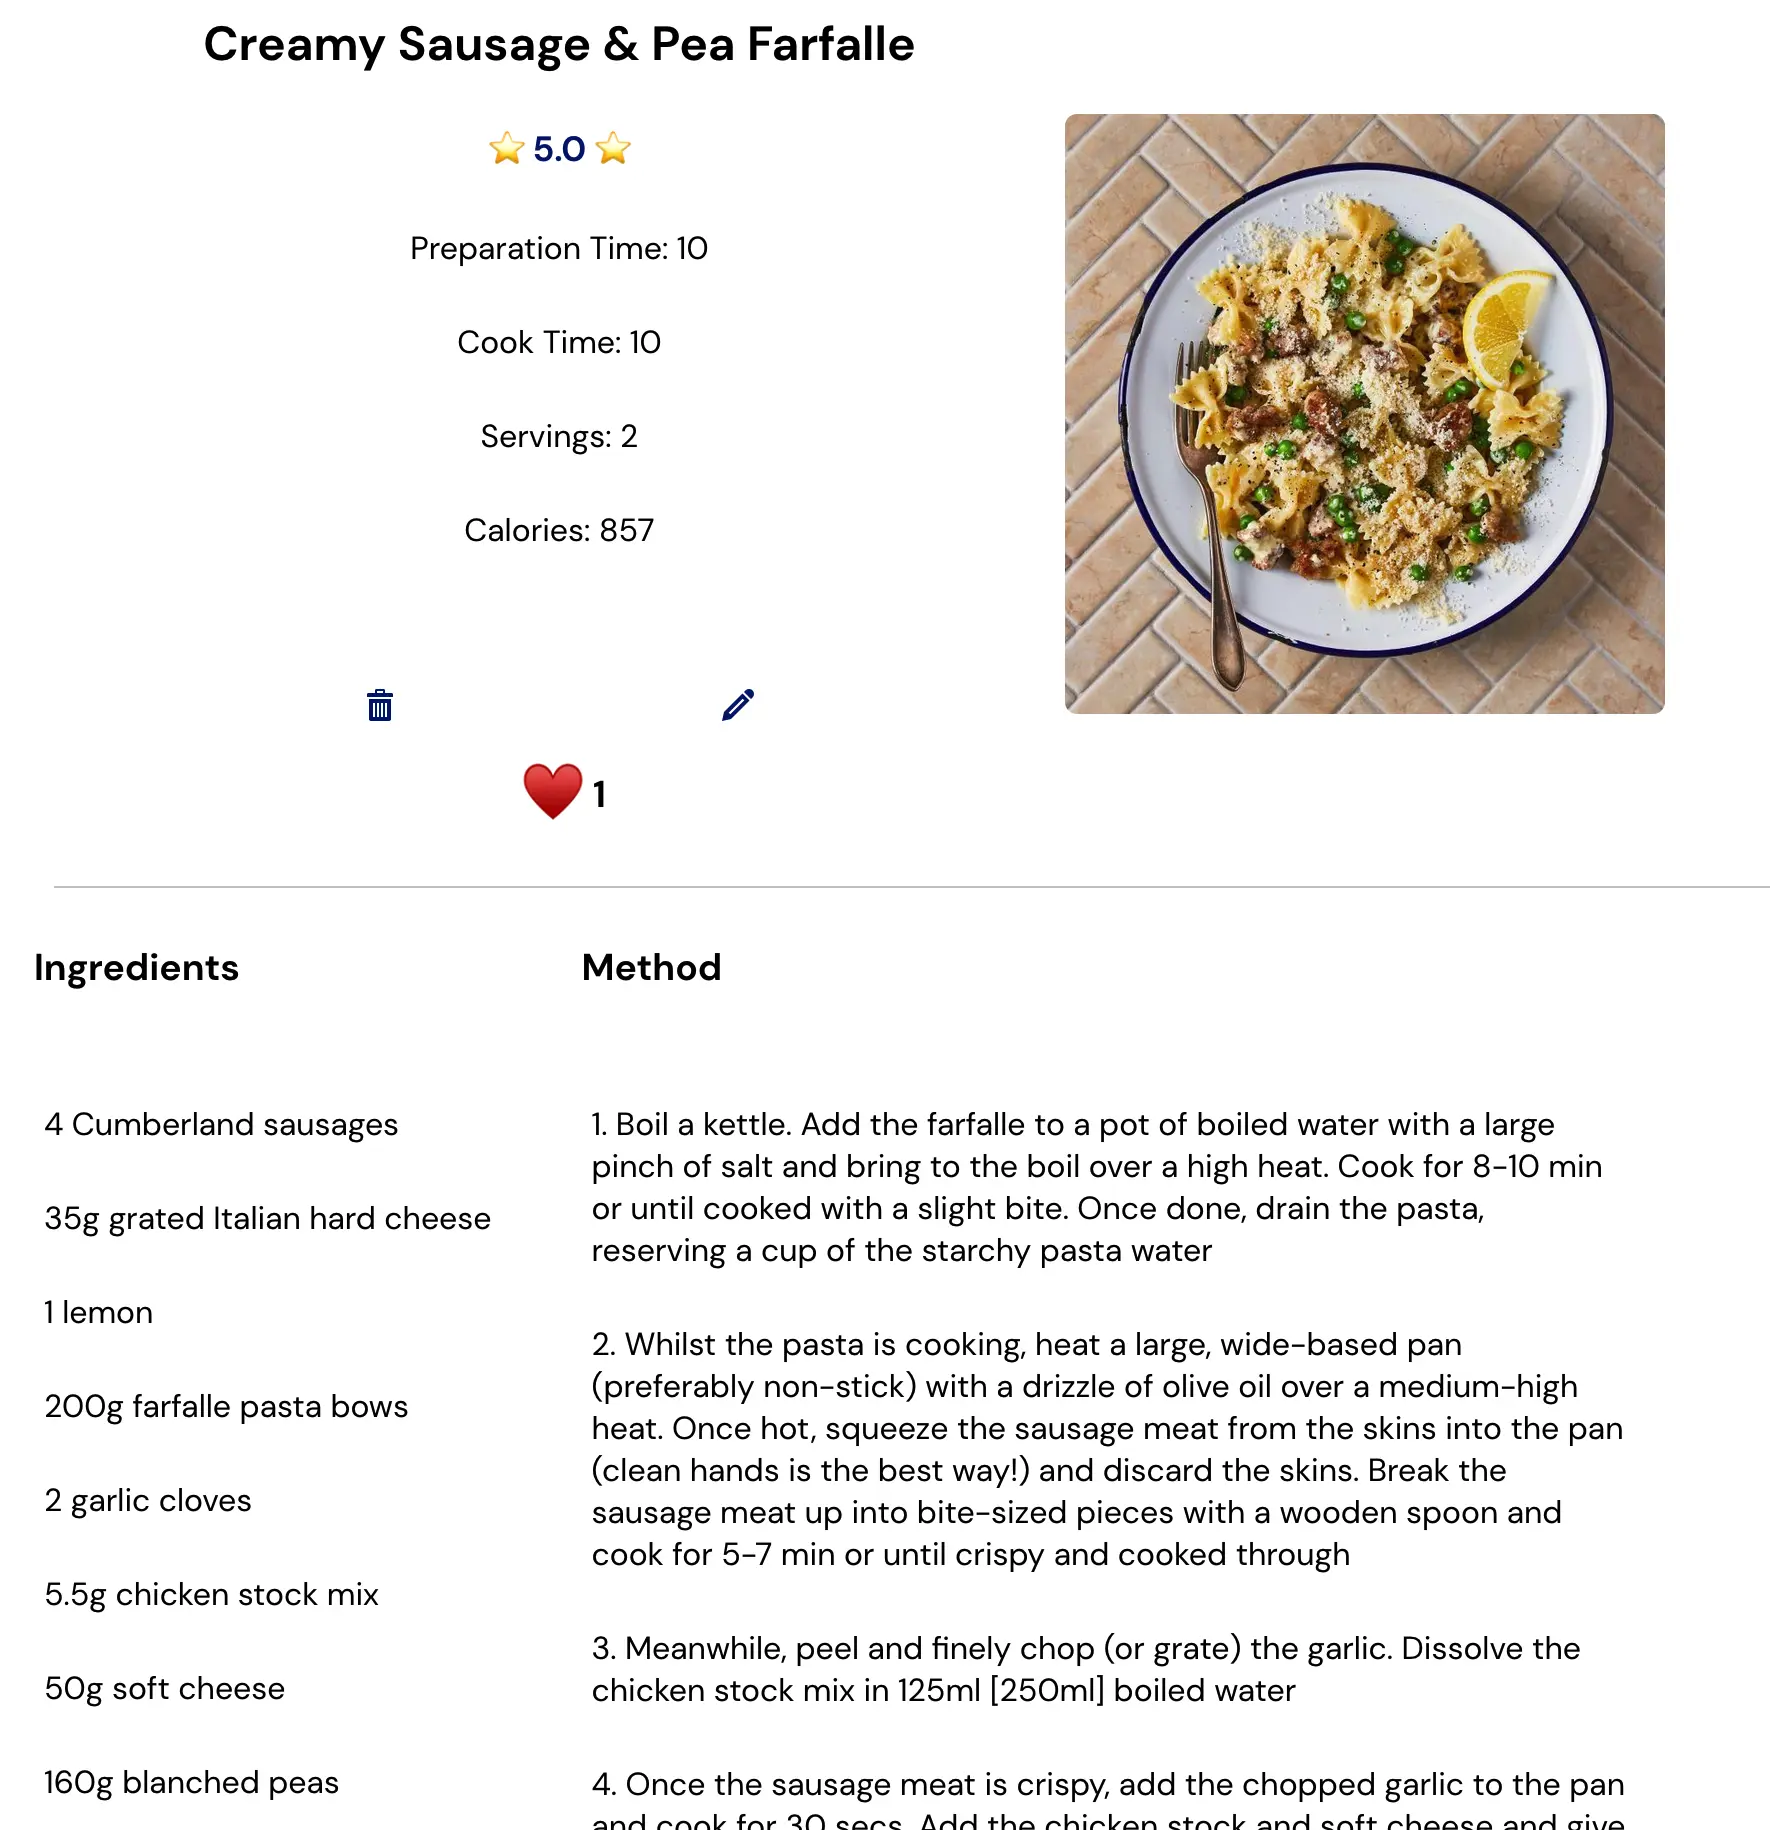 Creamy Sausage & Pea Farfalle
5.0
Preparation Time: 10
Cook Time: 10
Servings: 2
Calories: 857
1
Ingredients
4 Cumberland sausages
35g grated Italian hard cheese
1 lemon
200g farfalle pasta bows
2 garlic cloves
5.5g chicken stock mix
50g soft cheese
160g blanched peas
Method
1. Boil a kettle. Add the farfalle to a pot of boiled water with a large
pinch of salt and bring to the boil over a high heat. Cook for 8-10 min
or until cooked with a slight bite. Once done, drain the pasta,
reserving a cup of the starchy pasta water
2. Whilst the pasta is cooking, heat a large, wide-based pan
(preferably non-stick) with a drizzle of olive oil over a medium-high
heat. Once hot, squeeze the sausage meat from the skins into the pan
(clean hands is the best way!) and discard the skins. Break the
sausage meat up into bite-sized pieces with a wooden spoon and
cook for 5-7 min or until crispy and cooked through
3. Meanwhile, peel and finely chop (or grate) the garlic. Dissolve the
chicken stock mix in 125ml [250ml] boiled water
4. Once the sausage meat is crispy, add the chopped garlic to the pan
and cook for 30 secs. Add the chicken stock and soft cheese and give